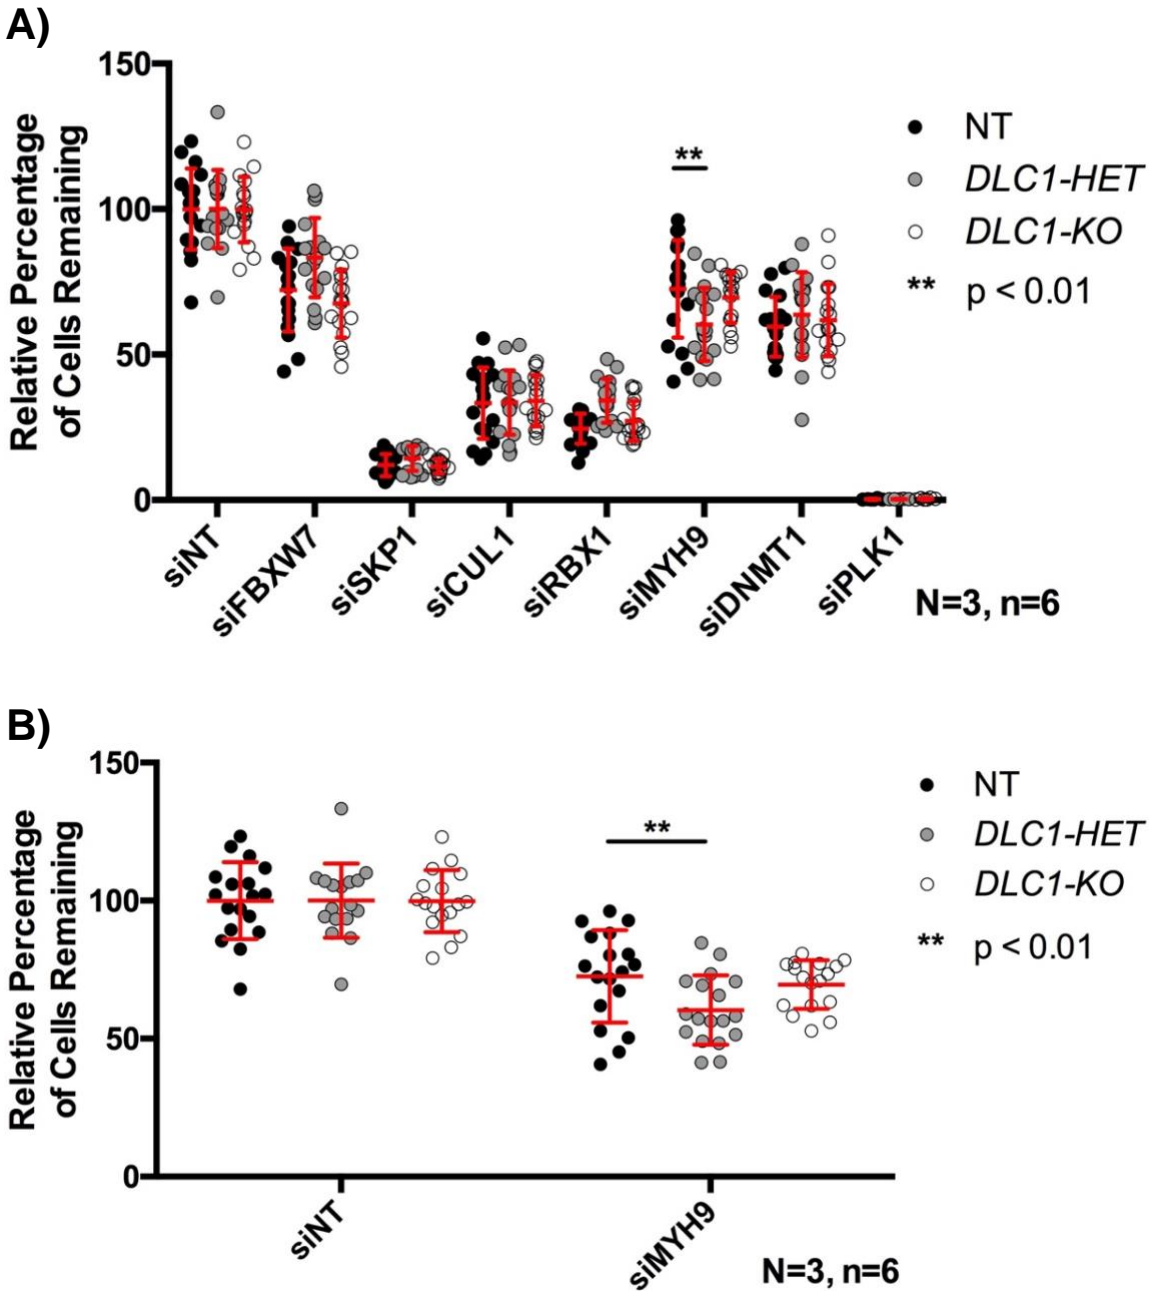 A)
Relative Percentage
of Cells Remaining
150
100
50
0
**
NT
DLC1-HET
DLC1-KO
** p < 0.01
siNT
siFBXW7
siSKP1
siCUL1
siRBX1
siMYH9
siDNMT1
siPLK1
N=3, n=6
B)
Relative Percentage
of Cells Remaining
150
100
50
0
**
NT
DLC1-HET
DLC1-KO
** p < 0.01
siNT
siMYH9
N=3, n=6